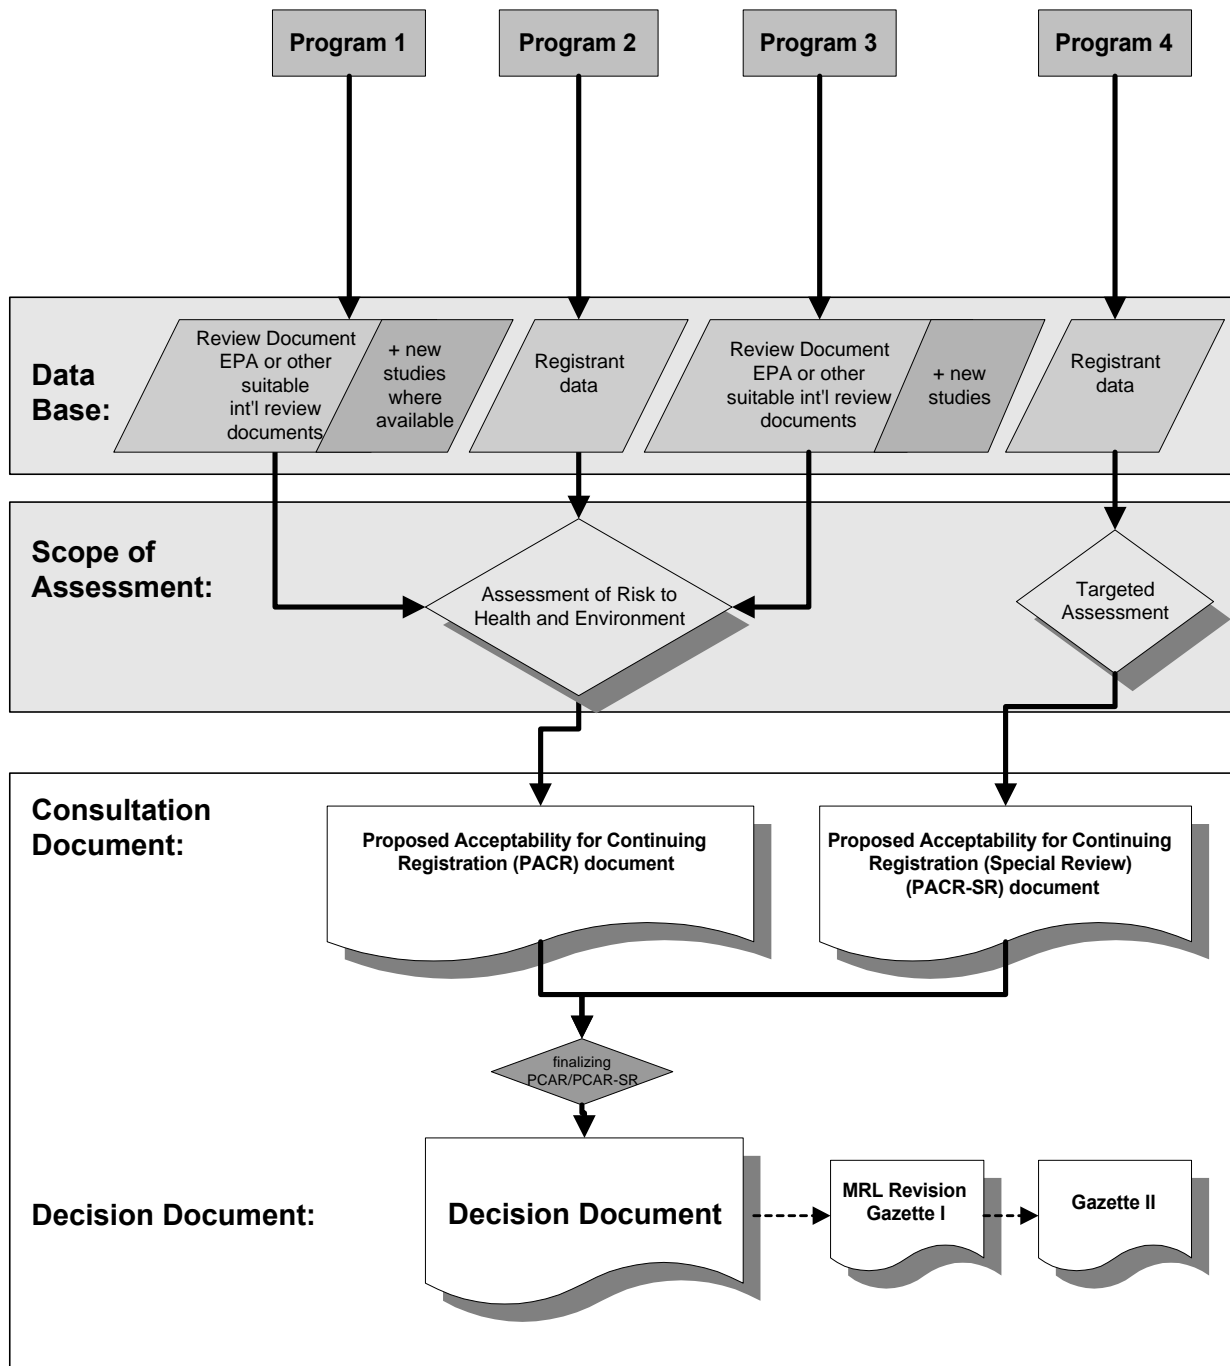 Program 1
Program 2
Program 3
Program 4
Data
Base:
Review Document
EPA or other
suitable
int'l review
documents
+ new
studies
where
available
Registrant
data
Review Document
EPA or other
suitable int'l review
documents
+ new
studies
Registrant
data
Scope of
Assessment:
Assessment of Risk to
Health and Environment
Targeted
Assessment
Consultation
Document:
Proposed Acceptability for Continuing
Registration (PACR) document
Proposed Acceptability for Continuing
Registration (Special Review)
(PACR-SR) document
finalizing
PCAR/PCAR-SR
Decision Document:
Decision Document
MRL Revision
Gazette I
Gazette II